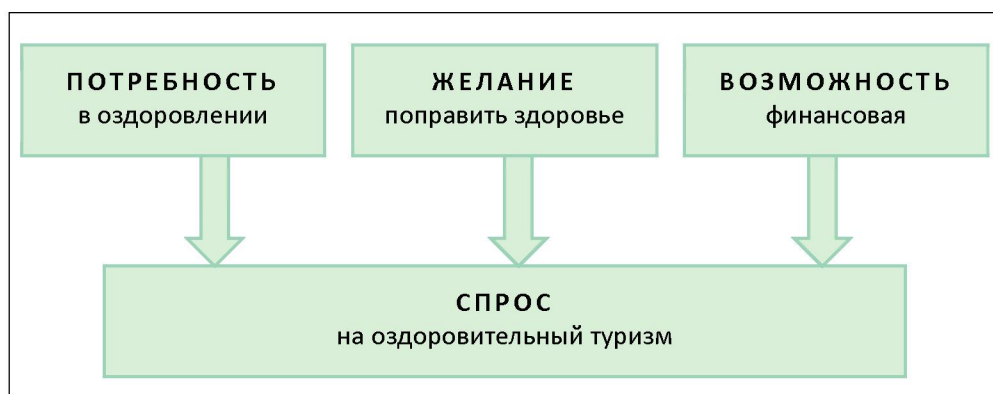 ПОТРЕБНОСТЬ
в оздоровлении
ЖЕЛАНИЕ
поправить здоровье
ВОЗМОЖНОСТЬ
финансовая
СПРОС
на оздоровительный туризм